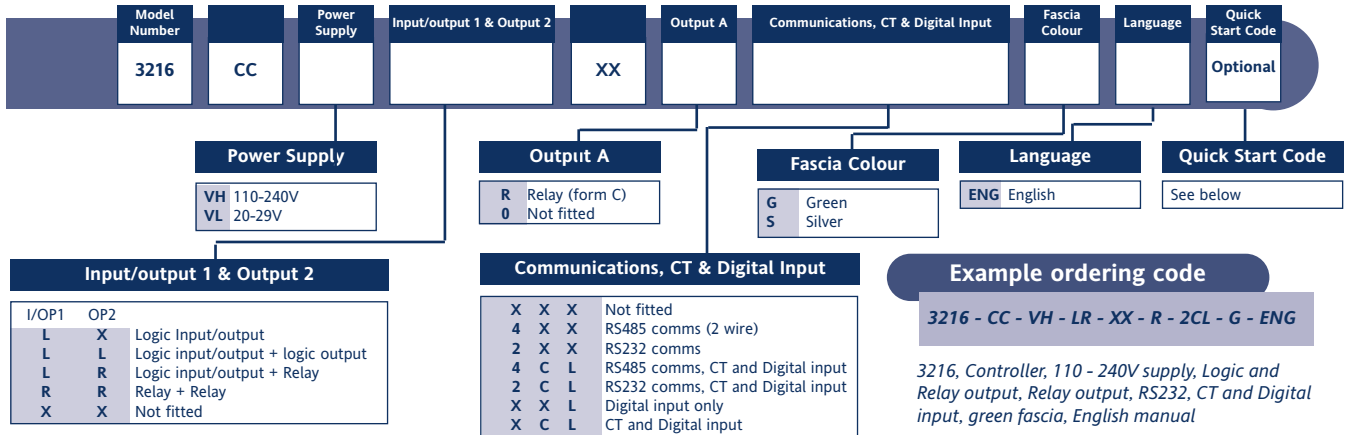 Model Number
Power Supply
Input/output 1 & Output 2
Output A
Communications, CT & Digital Input
Fascia Colour
Language
Quick Start Code
3216
CC
XX
Optional
Power Supply
VH 110-240V
VL 20-29V
Output A
R Relay (form C)
0 Not fitted
Fascia Colour
G Green
S Silver
Language
ENG English
Quick Start Code
See below
Input/output 1 & Output 2
I/OP1 OP2
L X Logic Input/output
L L Logic input/output + logic output
L R Logic input/output + Relay
R R Relay + Relay
X X Not fitted
Communications, CT & Digital Input
X X X Not fitted
4 X X RS485 comms (2 wire)
2 X X RS232 comms
4 C L RS485 comms, CT and Digital input
2 C L RS232 comms, CT and Digital input
X X L Digital input only
X C L CT and Digital input
Example ordering code
3216 - CC - VH - LR - XX - R - 2CL - G - ENG
3216, Controller, 110 - 240V supply, Logic and
Relay output, Relay output, RS232, CT and Digital
input, green fascia, English manual